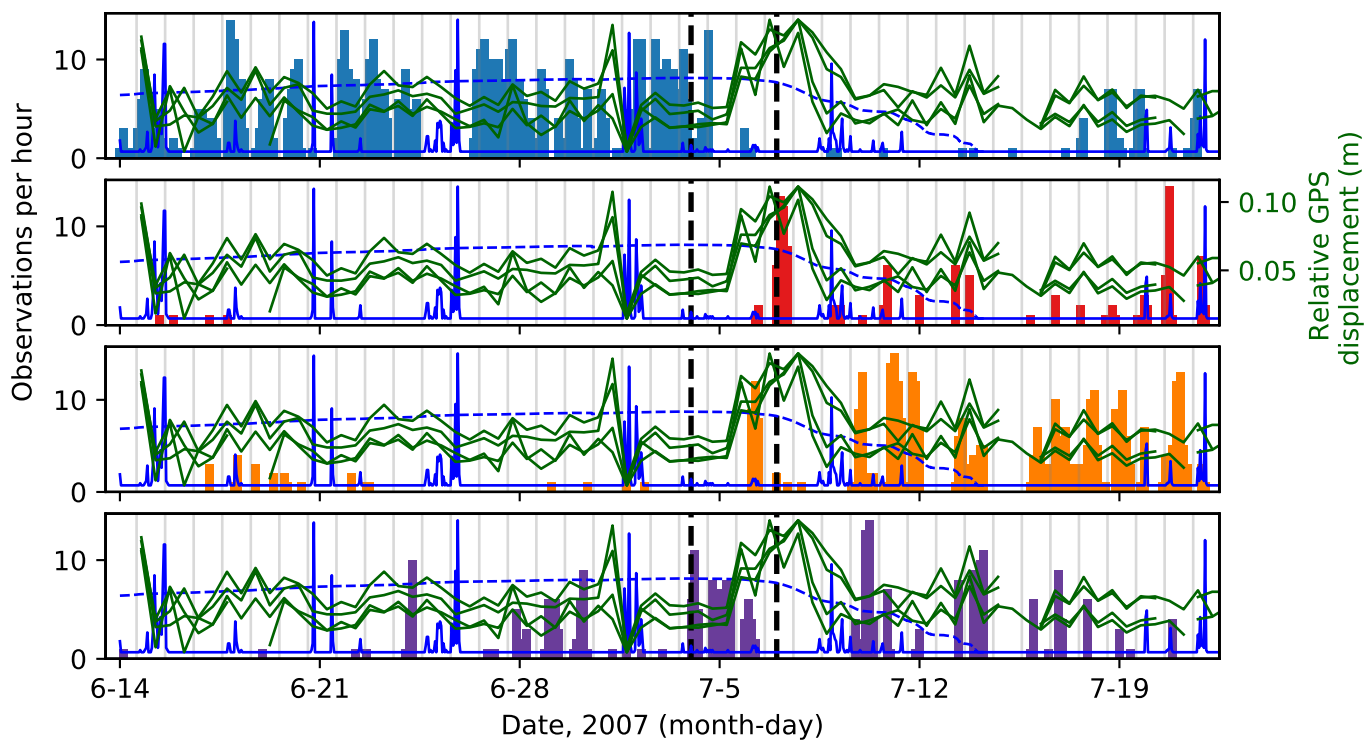 Observations per hour
10
0
10
0
10
0
10
0
0.10
0.05
Relative GPS
displacement (m)
6-14 6-21 6-28 7-5 7-12 7-19
Date, 2007 (month-day)